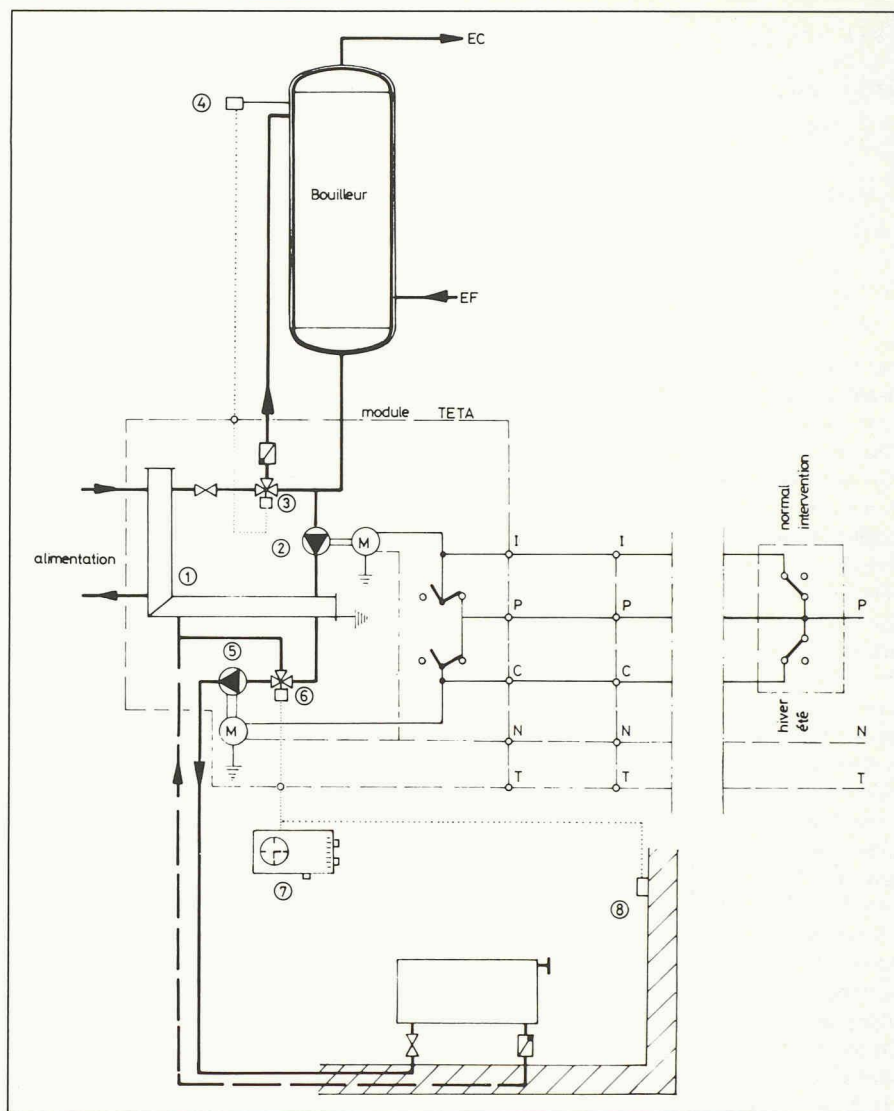 EC
④
Bouilleur
EF
module TETA
③
②
M
I
I
normal
intervention
alimentation
①
P
P
P
⑤
⑥
C
C
M
hiver
été
N
N
N
T
T
T
⑦
⑧